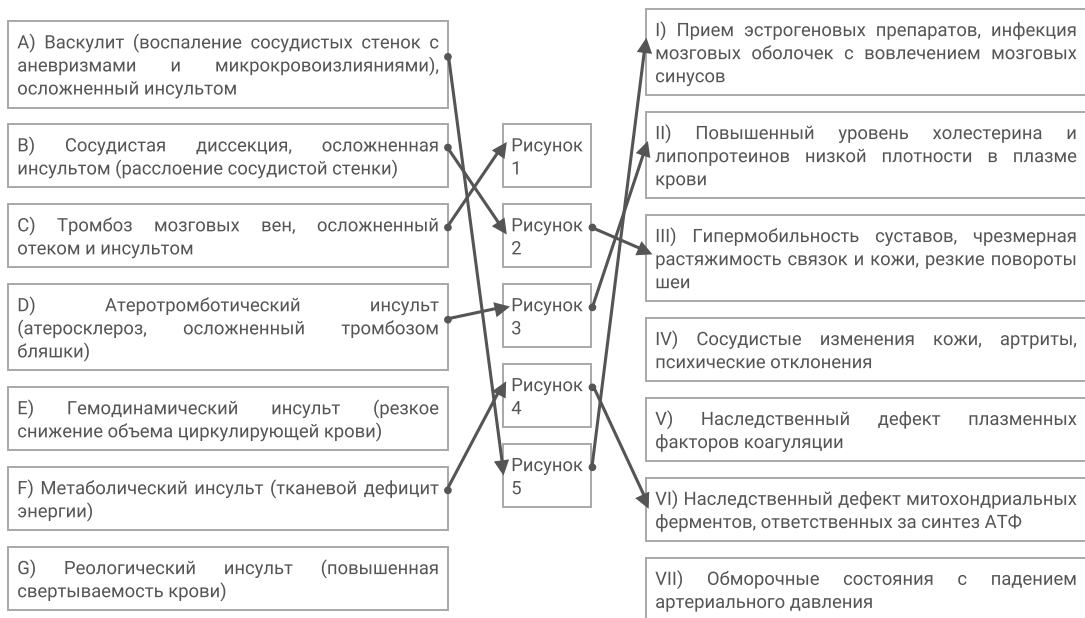 A) Васкулит (воспаление сосудистых стенок с
аневризмами и микрокровоизлияниями),
осложненный инсультом
B) Сосудистая диссекция, осложненная
инсультом (расслоение сосудистой стенки)
C) Тромбоз мозговых вен, осложненный
отеком и инсультом
D) Атеротромботический инсульт
(атеросклероз, осложненный тромбозом
бляшки)
E) Гемодинамический инсульт (резкое
снижение объема циркулирующей крови)
F) Метаболический инсульт (тканевой дефицит
энергии)
G) Реологический инсульт (повышенная
свертываемость крови)
Рисунок
1
Рисунок
2
Рисунок
3
Рисунок
4
Рисунок
5
I) Прием эстрогеновых препаратов, инфекция
мозговых оболочек с вовлечением мозговых
синусов
II) Повышенный уровень холестерина и
липопротеинов низкой плотности в плазме
крови
III) Гипермобильность суставов, чрезмерная
растяжимость связок и кожи, резкие повороты
шеи
IV) Сосудистые изменения кожи, артриты,
психические отклонения
V) Наследственный дефект плазменных
факторов коагуляции
VI) Наследственный дефект митохондриальных
ферментов, ответственных за синтез АТФ
VII) Обморочные состояния с падением
артериального давления